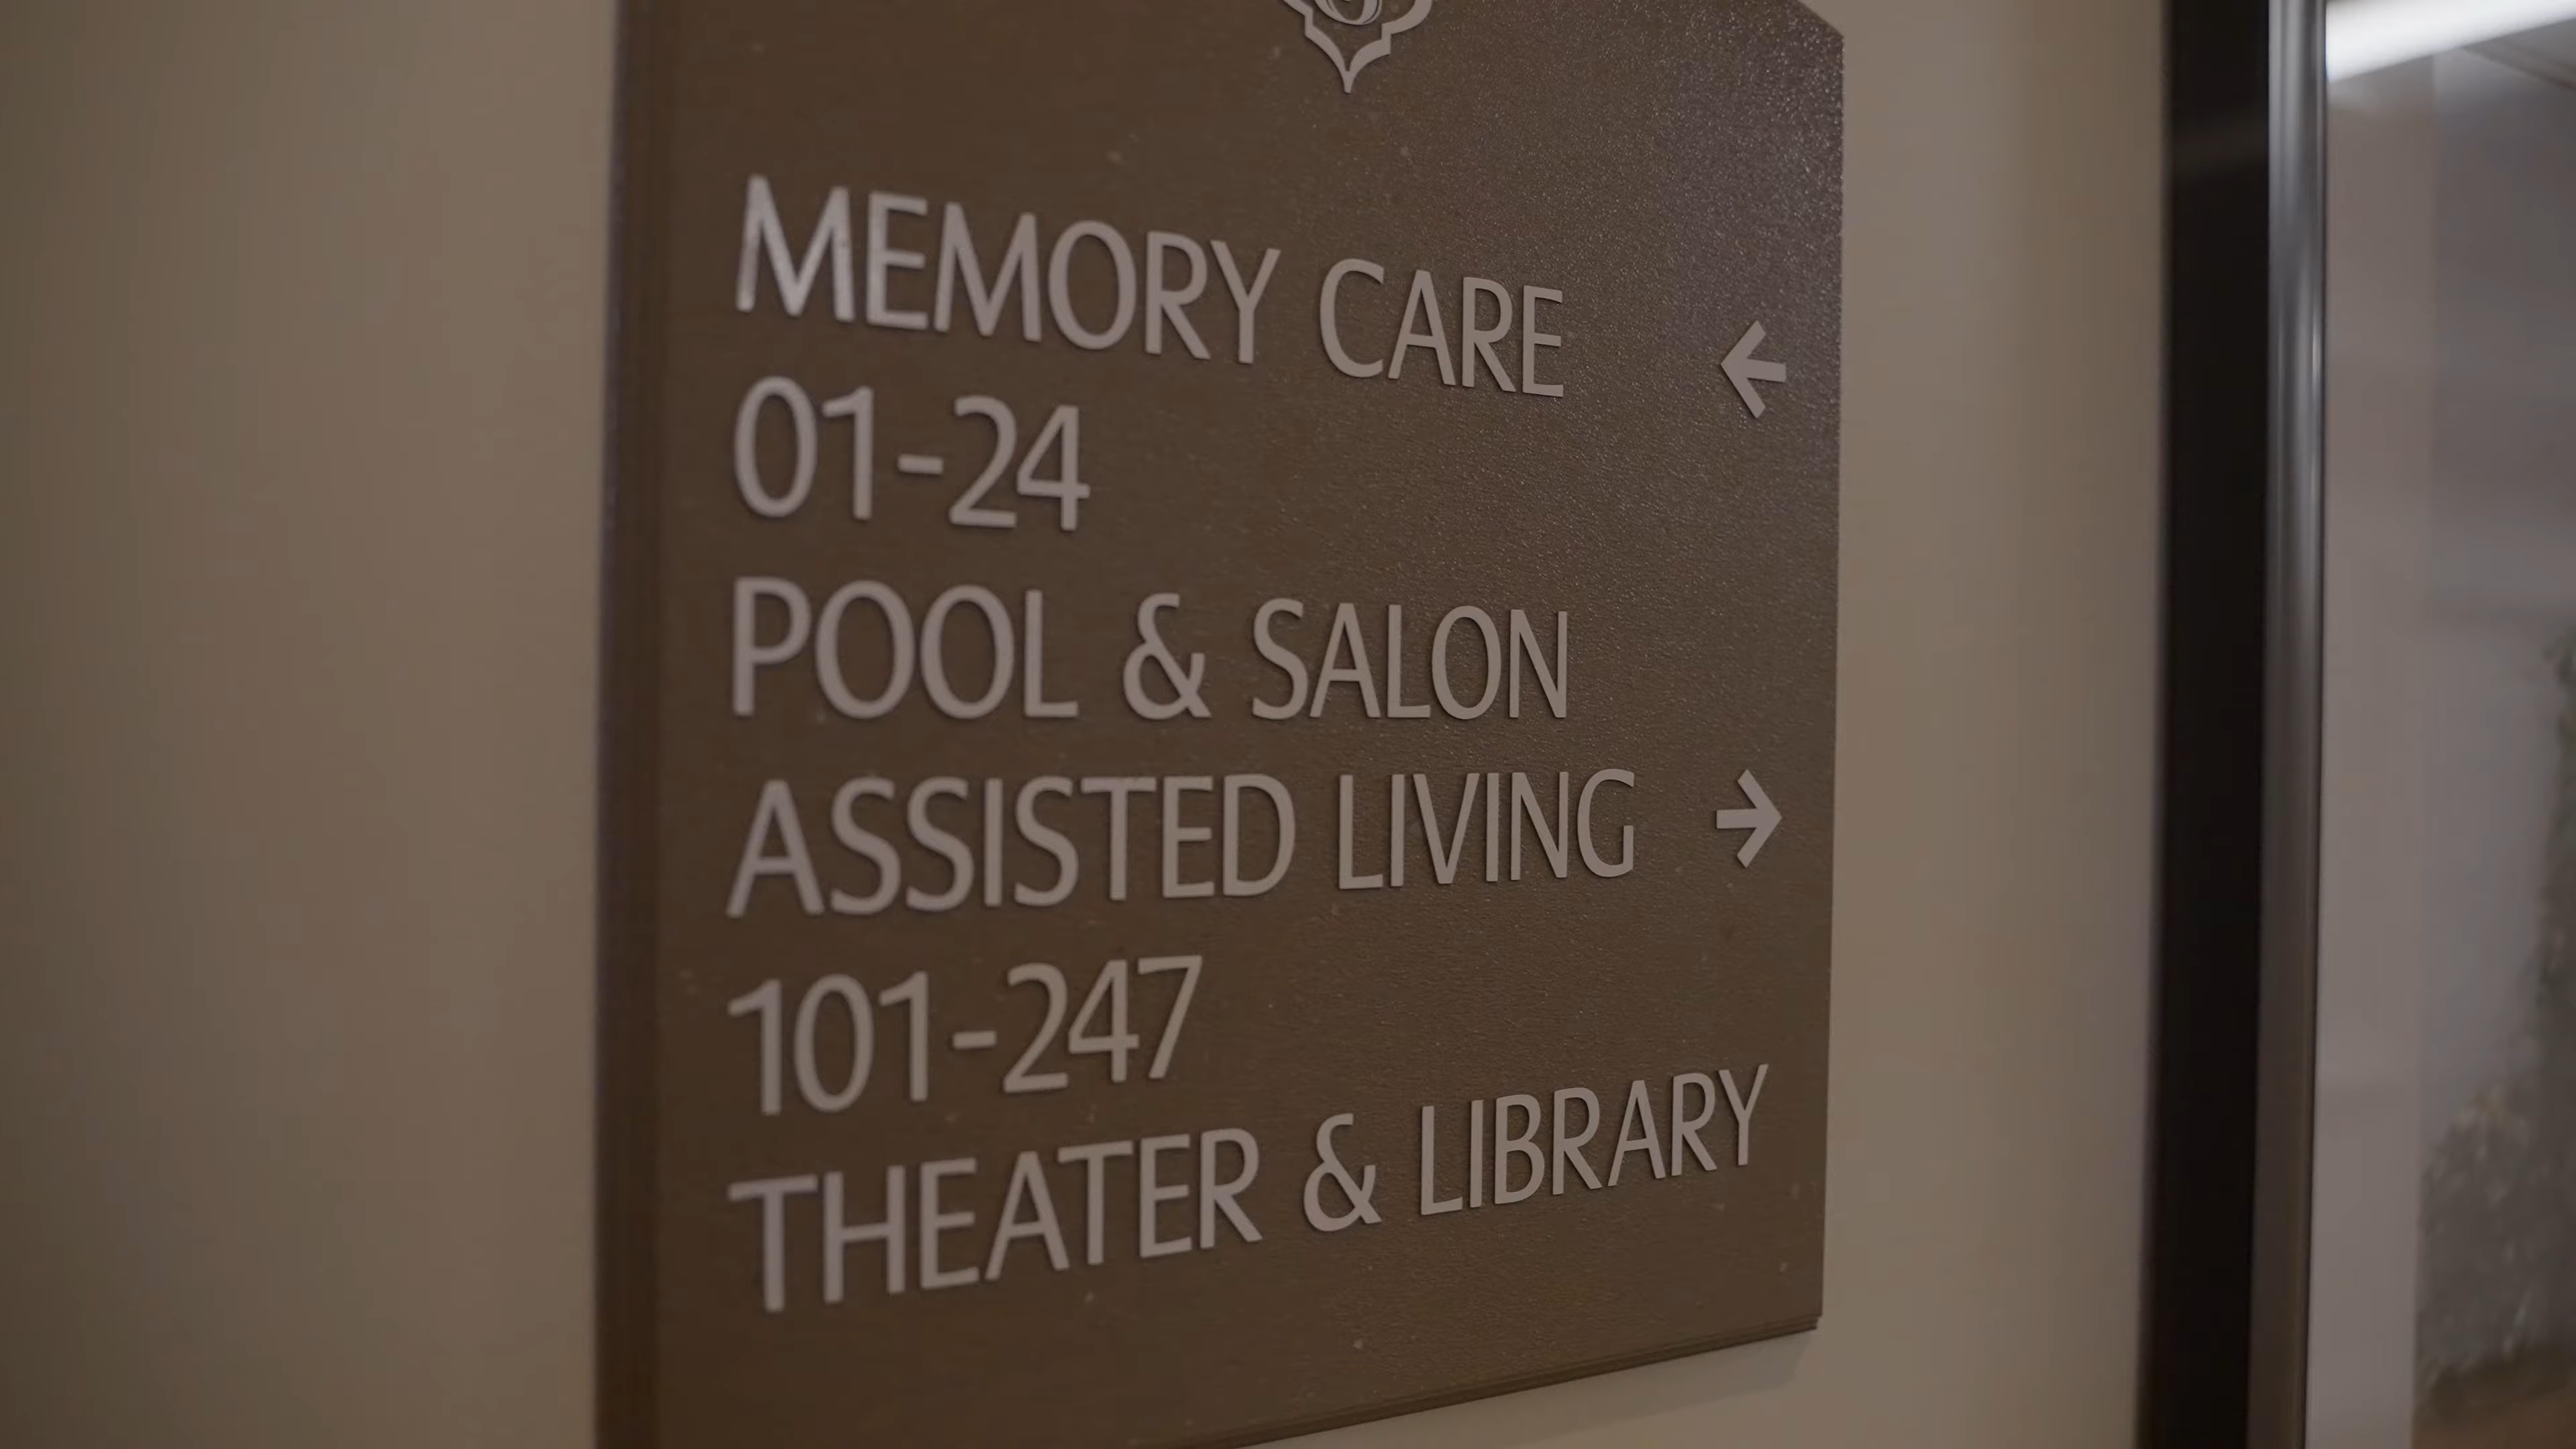 MEMORY CARE ←
01-24
POOL & SALON
ASSISTED LIVING →
101-247
THEATER & LIBRARY